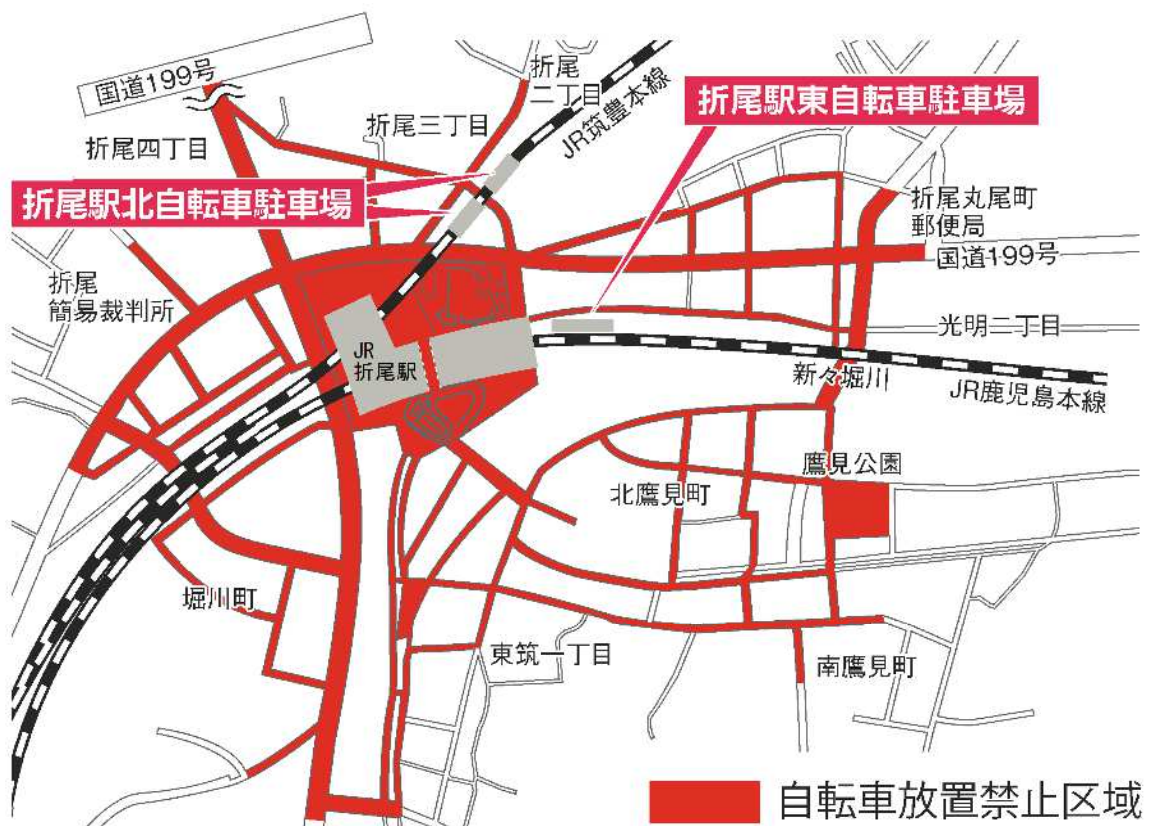 国道199号
折尾
二丁目
JR筑豊本線
折尾駅東自転車駐車場
折尾四丁目
折尾三丁目
折尾駅北自転車駐車場
折尾丸尾町
郵便局
国道199号
折尾
簡易裁判所
光明二丁目
JR
折尾駅
新々堀川
JR鹿児島本線
鷹見公園
北鷹見町
堀川町
東筑一丁目
南鷹見町
自転車放置禁止区域